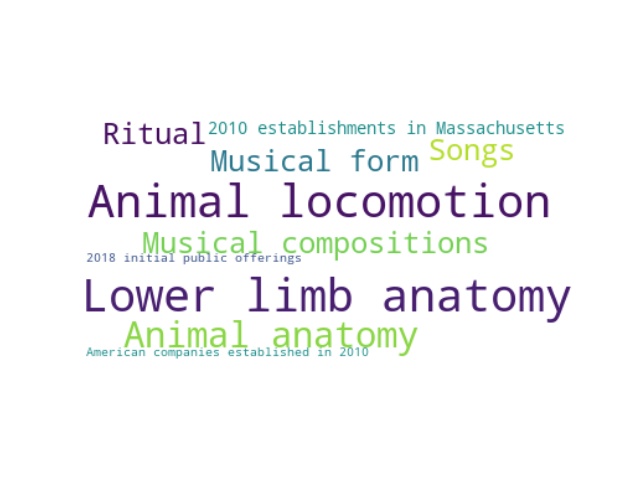 Ritual
2010 establishments in Massachusetts
Musical form
Songs
Animal locomotion
Musical compositions
2018 initial public offerings
Lower limb anatomy
Animal anatomy
American companies established in 2010